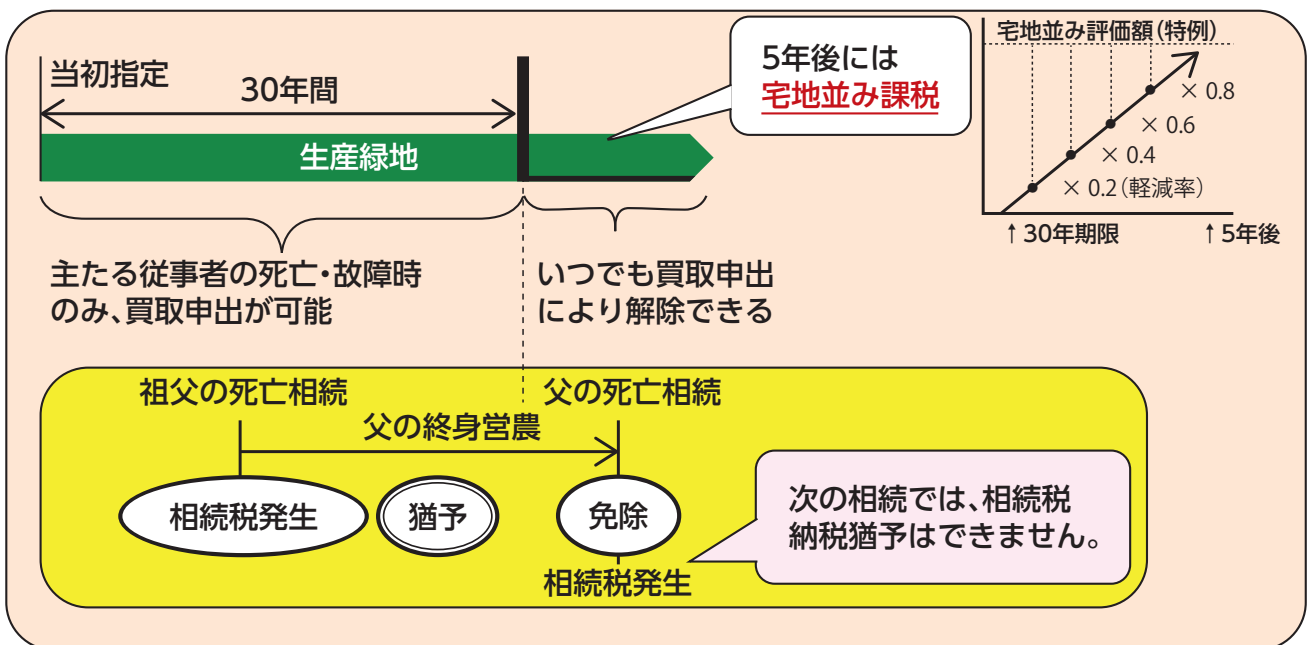 当初指定
30年間
生産緑地
5年後には
宅地並み課税
宅地並み評価額(特例)
× 0.8
× 0.6
× 0.4
× 0.2(軽減率)
↑30年期限
↑5年後
主たる従事者の死亡・故障時
のみ、買取申出が可能
いつでも買取申出
により解除できる
祖父の死亡相続
父の死亡相続
父の終身営農
相続税発生
猶予
免除
相続税発生
次の相続では、相続税
納税猶予はできません。